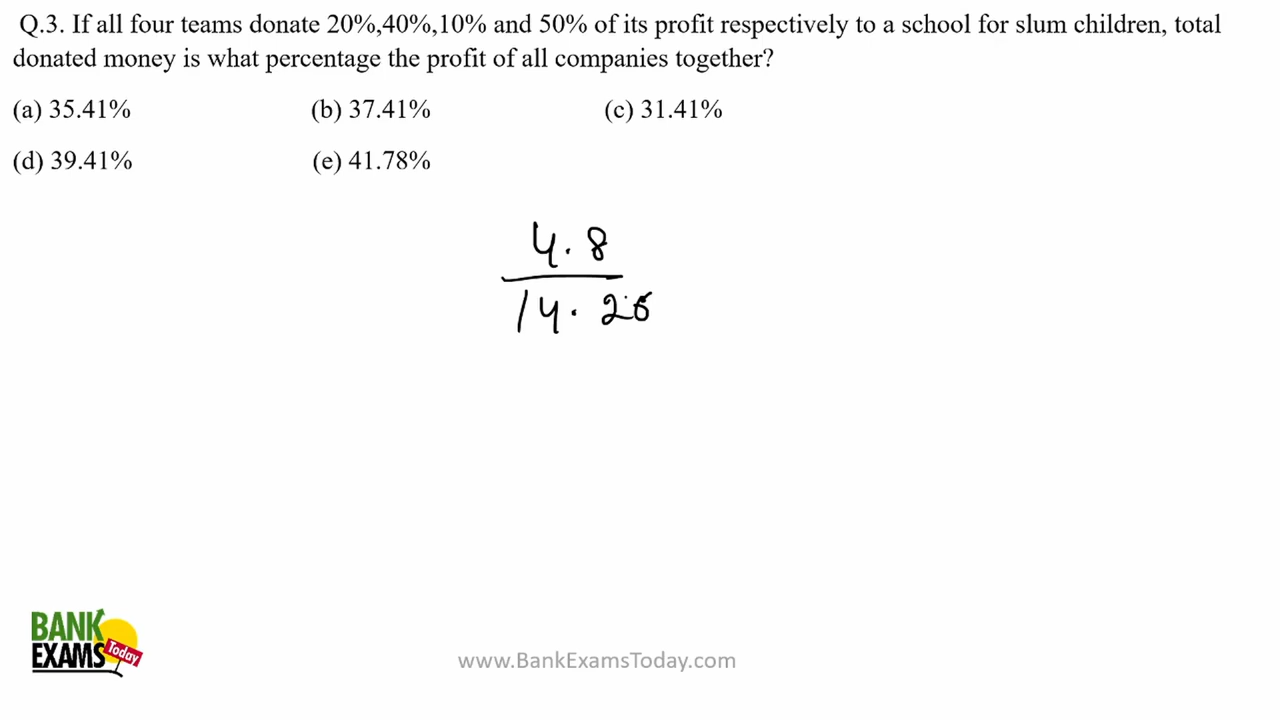 Q.3. If all four teams donate 20%,40%,10% and 50% of its profit respectively to a school for slum children, total
donated money is what percentage the profit of all companies together?
(a) 35.41% (b) 37.41% (c) 31.41%
(d) 39.41% (e) 41.78%
4.8
14.26
BANK
EXAMS Today
www.BankExamsToday.com